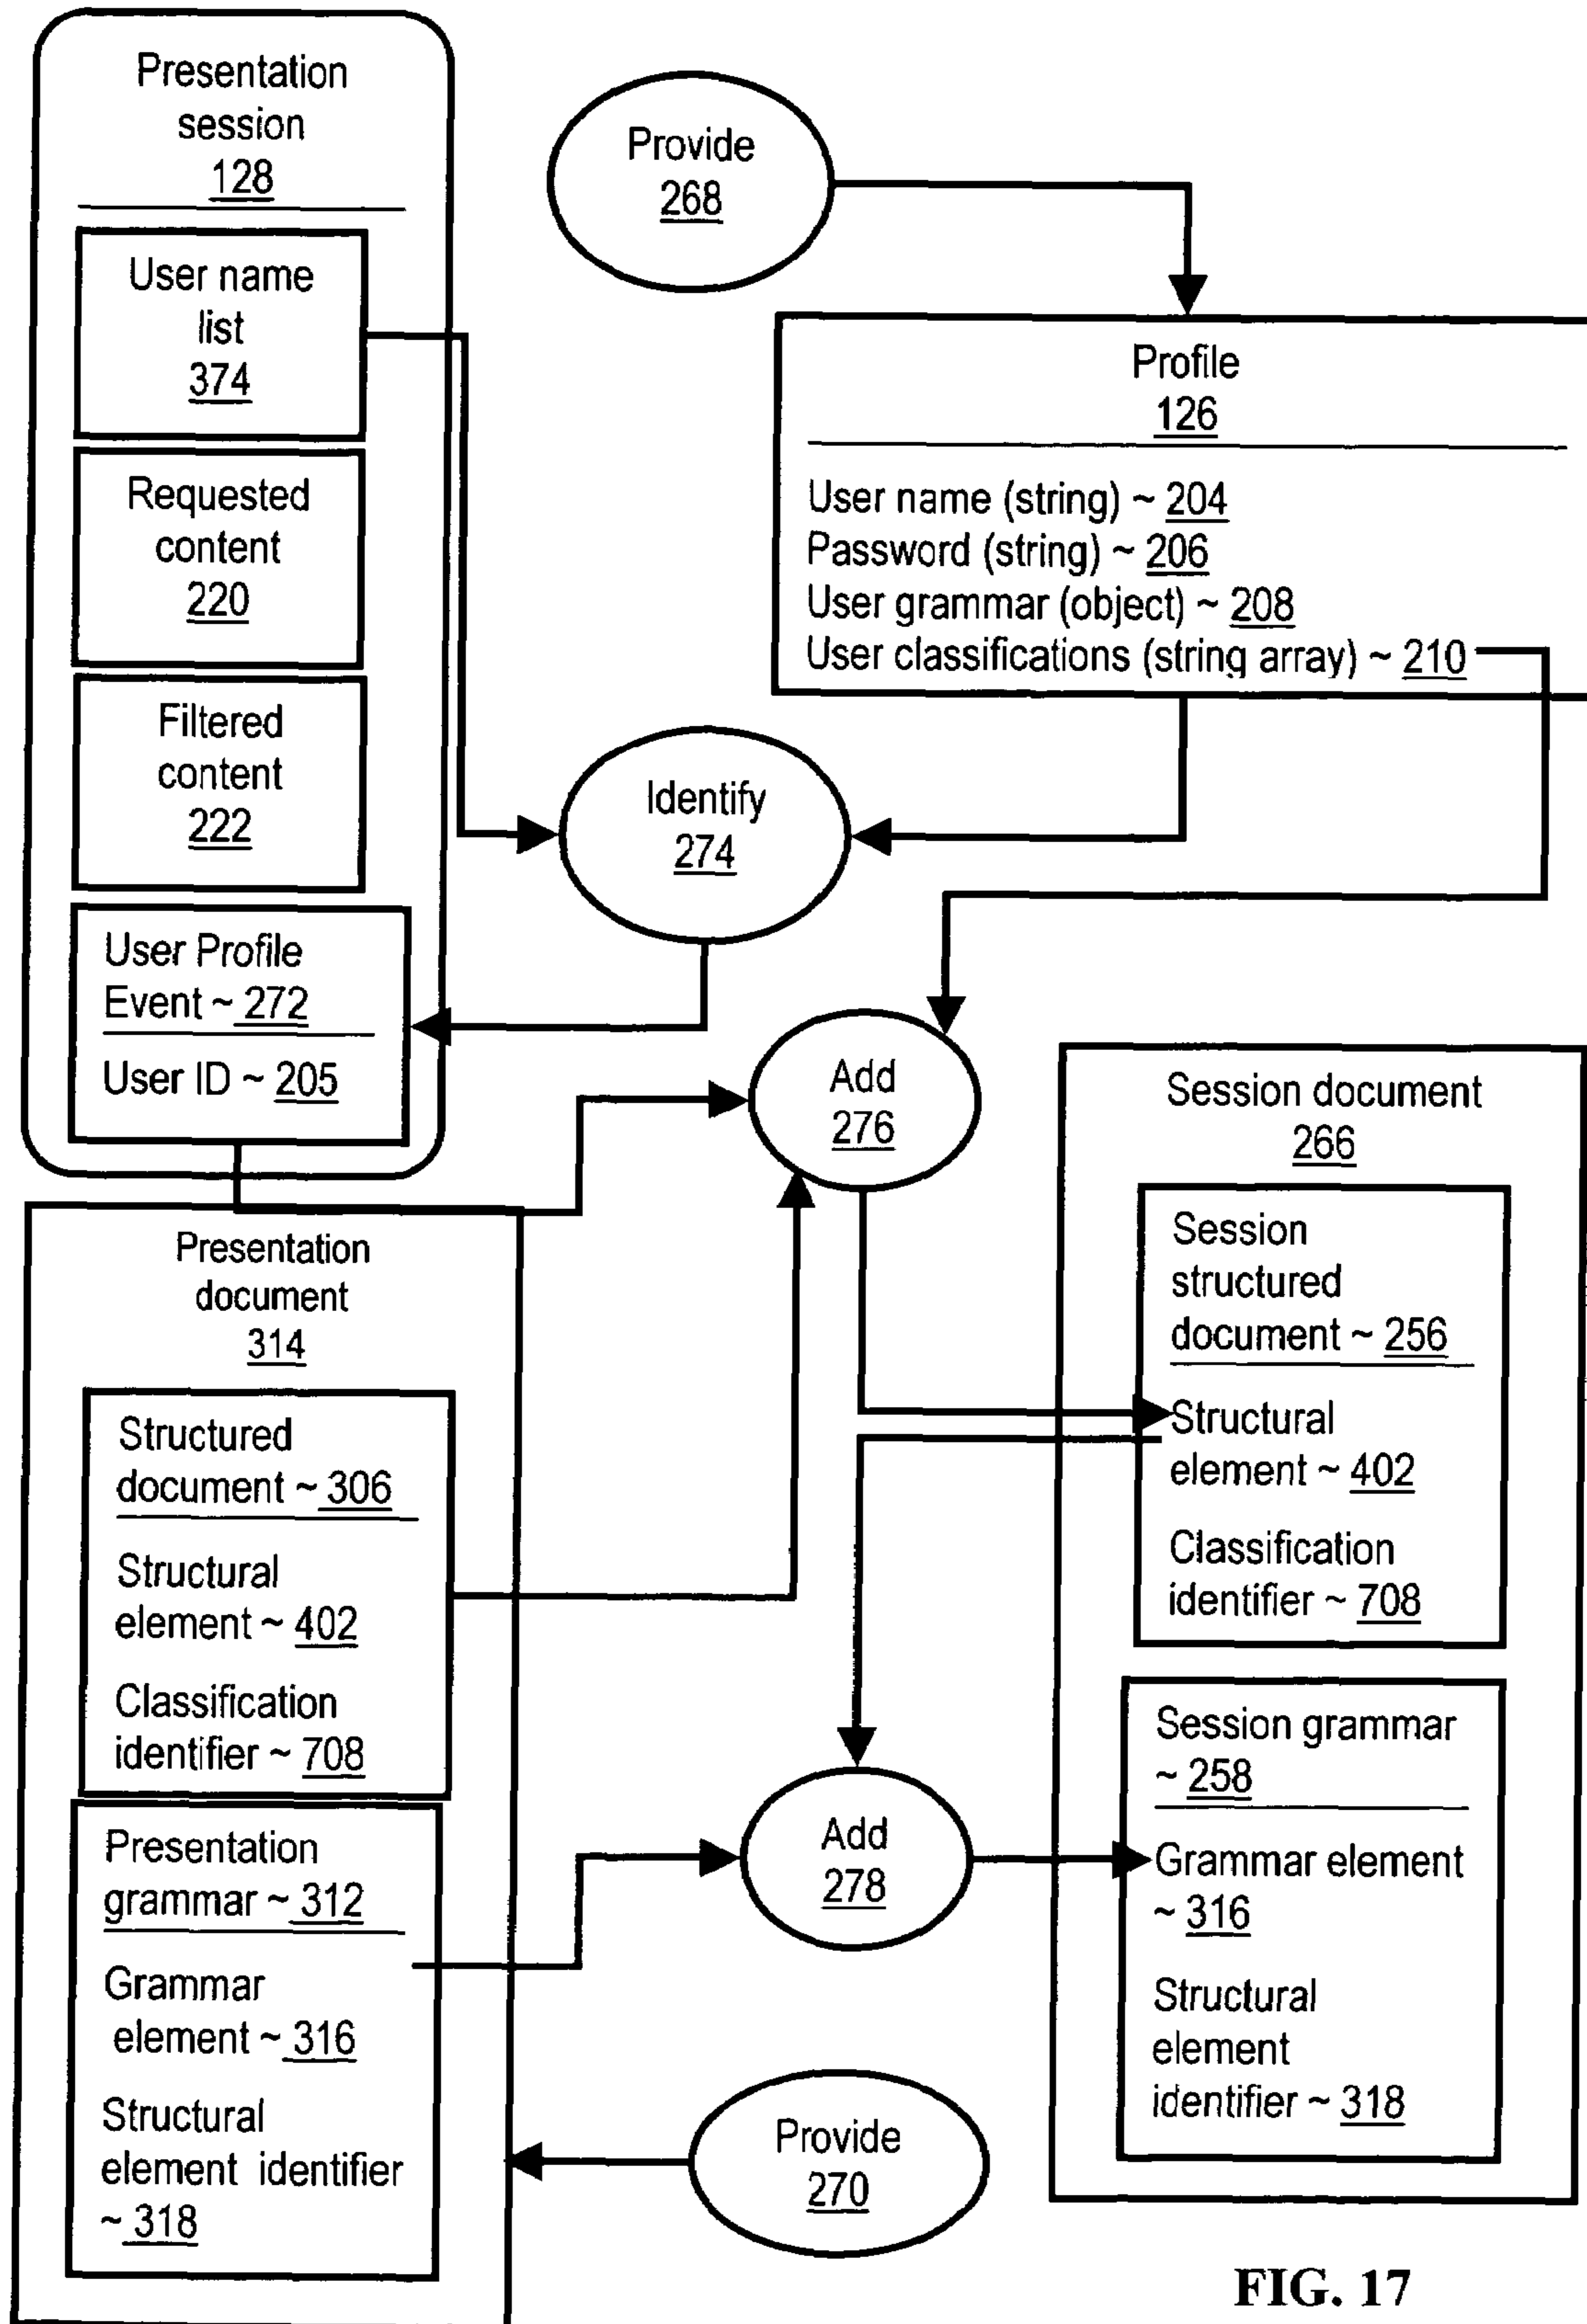 Presentation
session
128
User name
list
374
Requested
content
220
Filtered
content
222
User Profile
Event ~ 272
User ID ~ 205
Provide
268
Profile
126
User name (string) ~ 204
Password (string) ~ 206
User grammar (object) ~ 208
User classifications (string array) ~ 210
Identify
274
Add
276
Presentation
document
314
Structured
document ~ 306
Structural
element ~ 402
Classification
identifier ~ 708
Presentation
grammar ~ 312
Grammar
element ~ 316
Structural
element identifier
~ 318
Add
278
Provide
270
Session document
266
Session
structured
document ~ 256
Structural
element ~ 402
Classification
identifier ~ 708
Session grammar
~ 258
Grammar element
~ 316
Structural
element
identifier ~ 318
FIG. 17